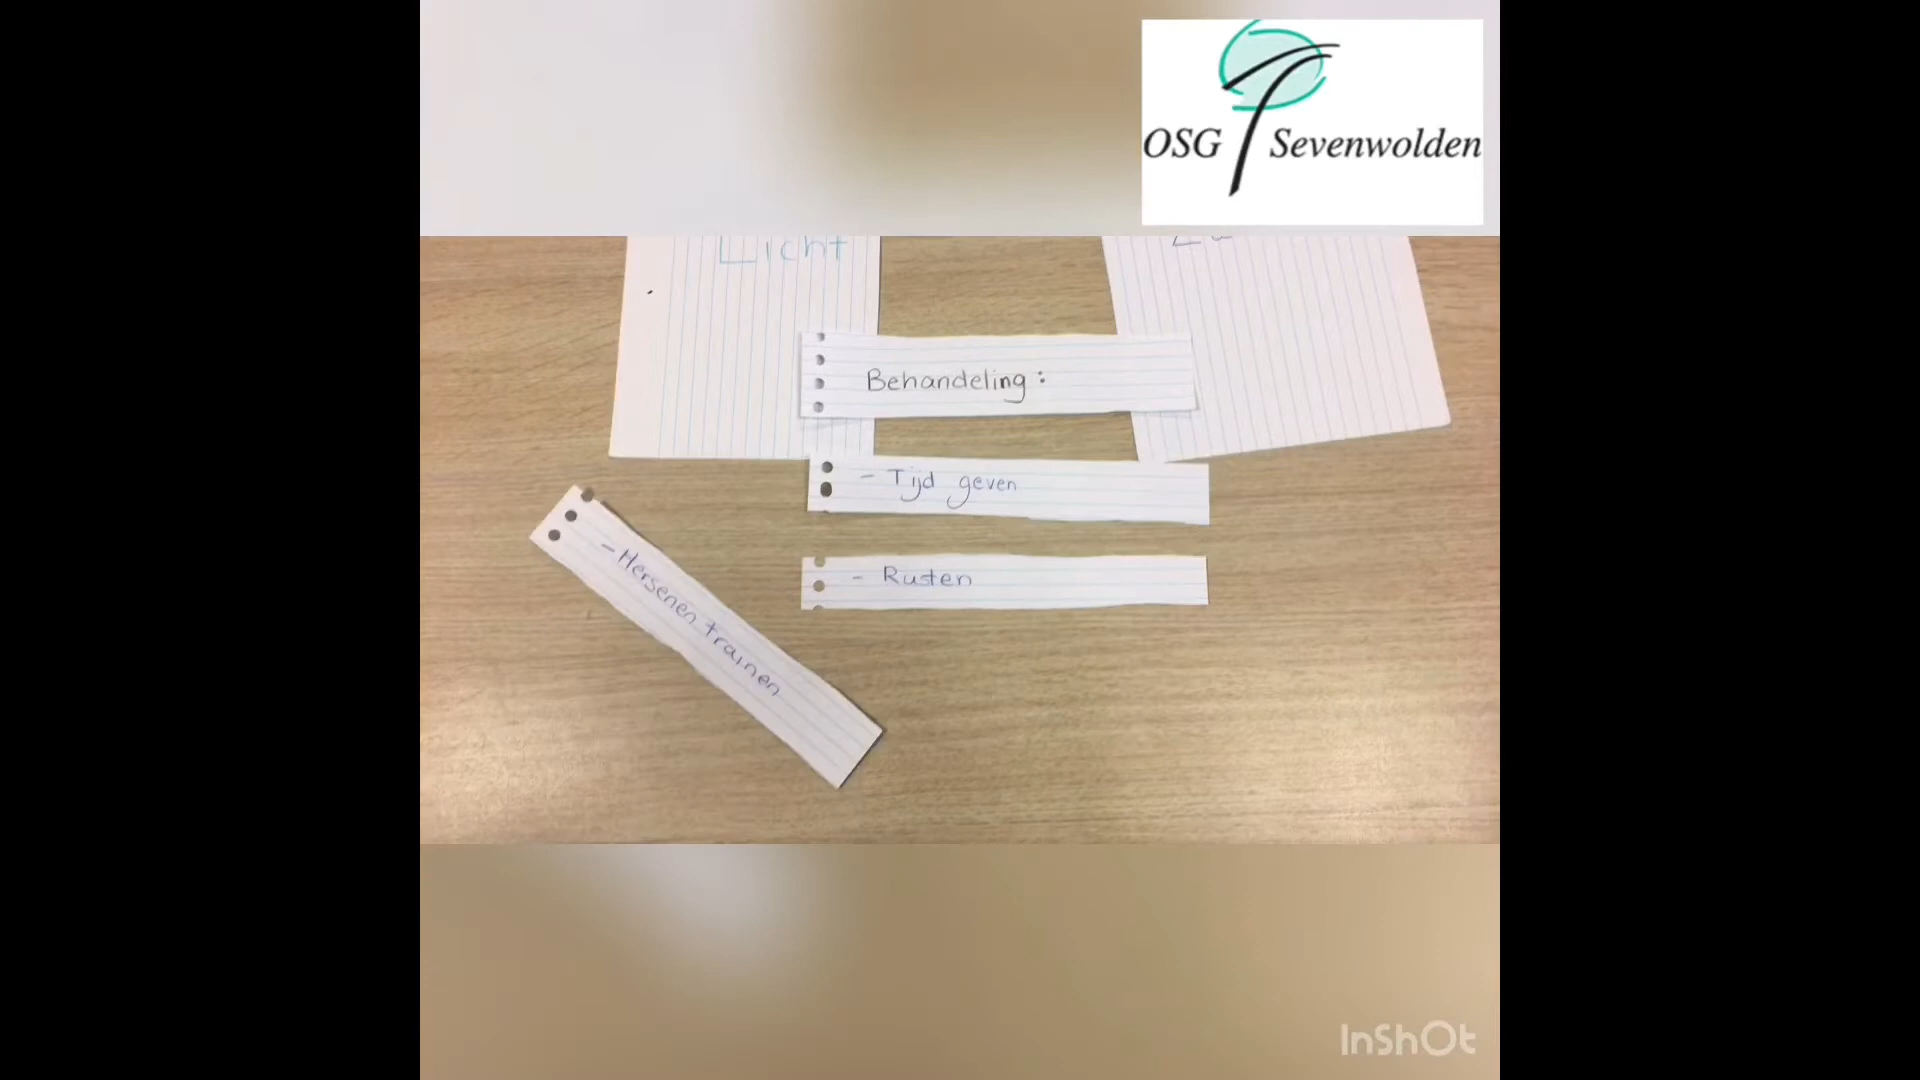 OSG Sevenwolden
Licht
Behandeling:
- Tijd geven
- Rusten
- Hersenen trainen
InShOt